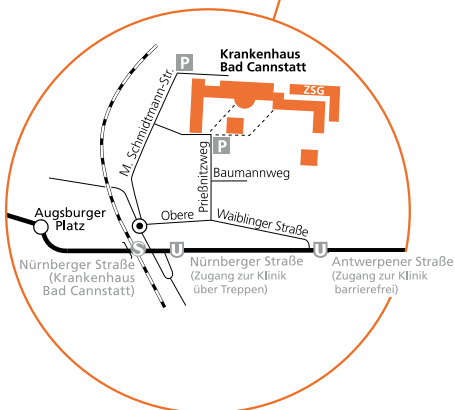 Krankenhaus
Bad Cannstatt
P
ZSG
M. Schmidtmann-Str.
P
Prießnitzweg
Baumannweg
Augsburger
Platz
Obere
Waiblinger Straße
S
U
U
Nürnberger Straße
(Krankenhaus
Bad Cannstatt)
Nürnberger Straße
(Zugang zur Klinik
über Treppen)
Antwerpener Straße
(Zugang zur Klinik
barrierefrei)